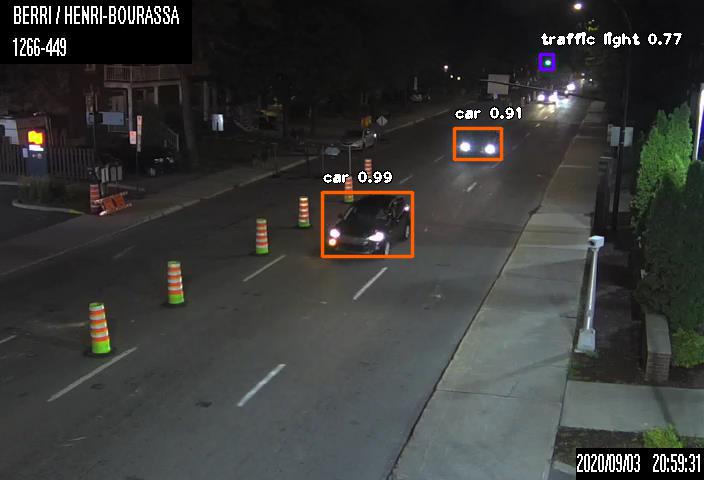 BERRI / HENRI-BOURASSA
1266-449
traffic light 0.77
car 0.91
car 0.99
2020/09/03 20:59:31